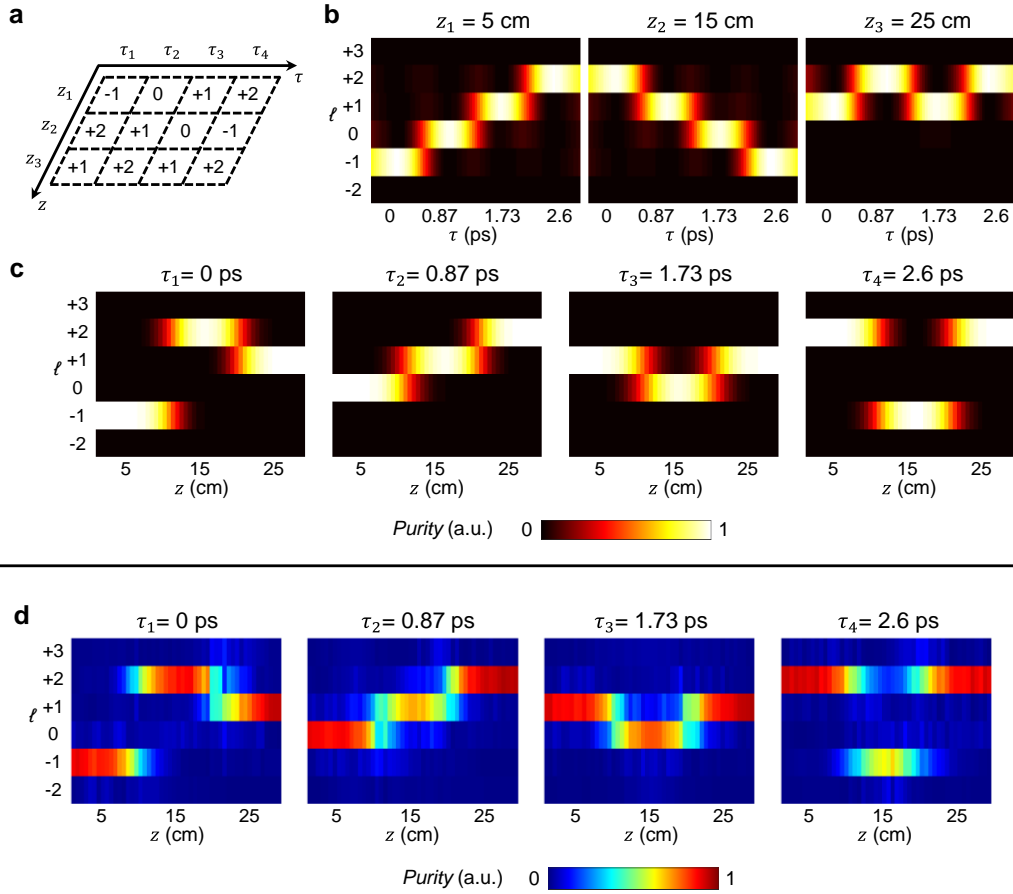 a
τ₁ τ₂ τ₃ τ₄
τ
z₁ -1 0 +1 +2
z₂ +2 +1 0 -1
z₃ +1 +2 +1 +2
z
b
z₁ = 5 cm z₂ = 15 cm z₃ = 25 cm
+3
+2
+1
ℓ
0
-1
-2
0 0.87 1.73 2.6 0 0.87 1.73 2.6 0 0.87 1.73 2.6
τ (ps) τ (ps) τ (ps)
c
τ₁= 0 ps τ₂= 0.87 ps τ₃= 1.73 ps τ₄= 2.6 ps
+3
+2
ℓ +1
0
-1
-2
5 15 25 5 15 25 5 15 25 5 15 25
z (cm) z (cm) z (cm) z (cm)
Purity (a.u.) 0 1
d
τ₁= 0 ps τ₂= 0.87 ps τ₃= 1.73 ps τ₄= 2.6 ps
+3
+2
ℓ +1
0
-1
-2
5 15 25 5 15 25 5 15 25 5 15 25
z (cm) z (cm) z (cm) z (cm)
Purity (a.u.) 0 1